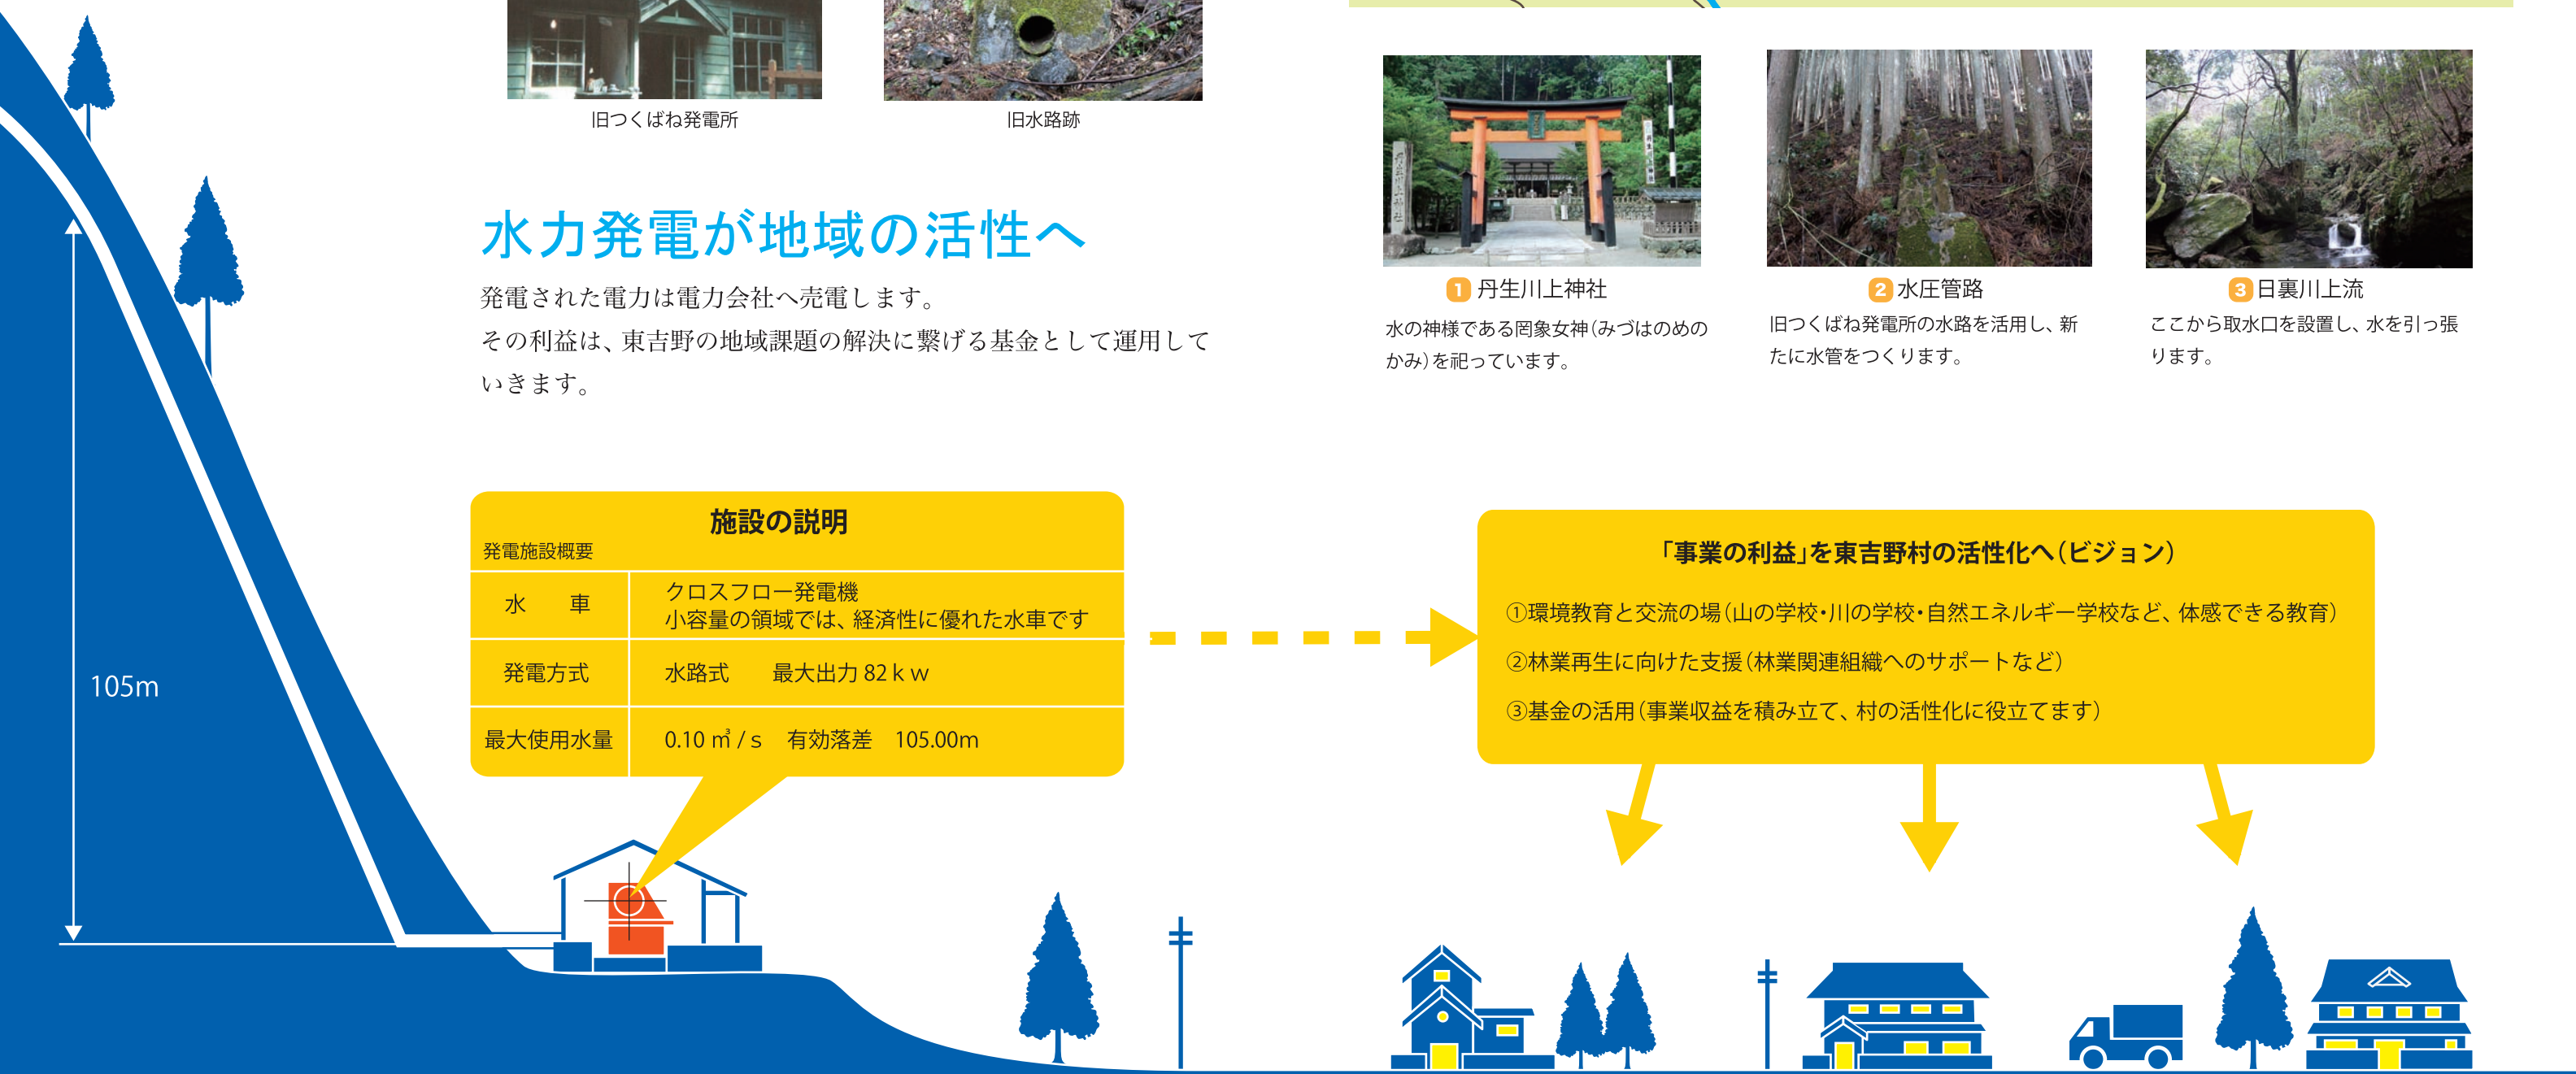 旧つくばね発電所
旧水路跡
水力発電が地域の活性へ
発電された電力は電力会社へ売電します。
その利益は、東吉野の地域課題の解決に繋げる基金として運用して
いきます。
丹生川上神社
1 丹生川上神社
水の神様である罔象女神（みづはのめの
かみ）を祀っています。
2 水圧管路
旧つくばね発電所の水路を活用し、新
たに水管をつくります。
3 日裏川上流
ここから取水口を設置し、水を引っ張
ります。
105m
施設の説明
発電施設概要
水　車
クロスフロー発電機
小容量の領域では、経済性に優れた水車です
発電方式
水路式　最大出力 82ｋｗ
最大使用水量
0.10 ㎥ / s　有効落差　105.00m
「事業の利益」を東吉野村の活性化へ（ビジョン）
①環境教育と交流の場（山の学校・川の学校・自然エネルギー学校など、体感できる教育）
②林業再生に向けた支援（林業関連組織へのサポートなど）
③基金の活用（事業収益を積み立て、村の活性化に役立てます）